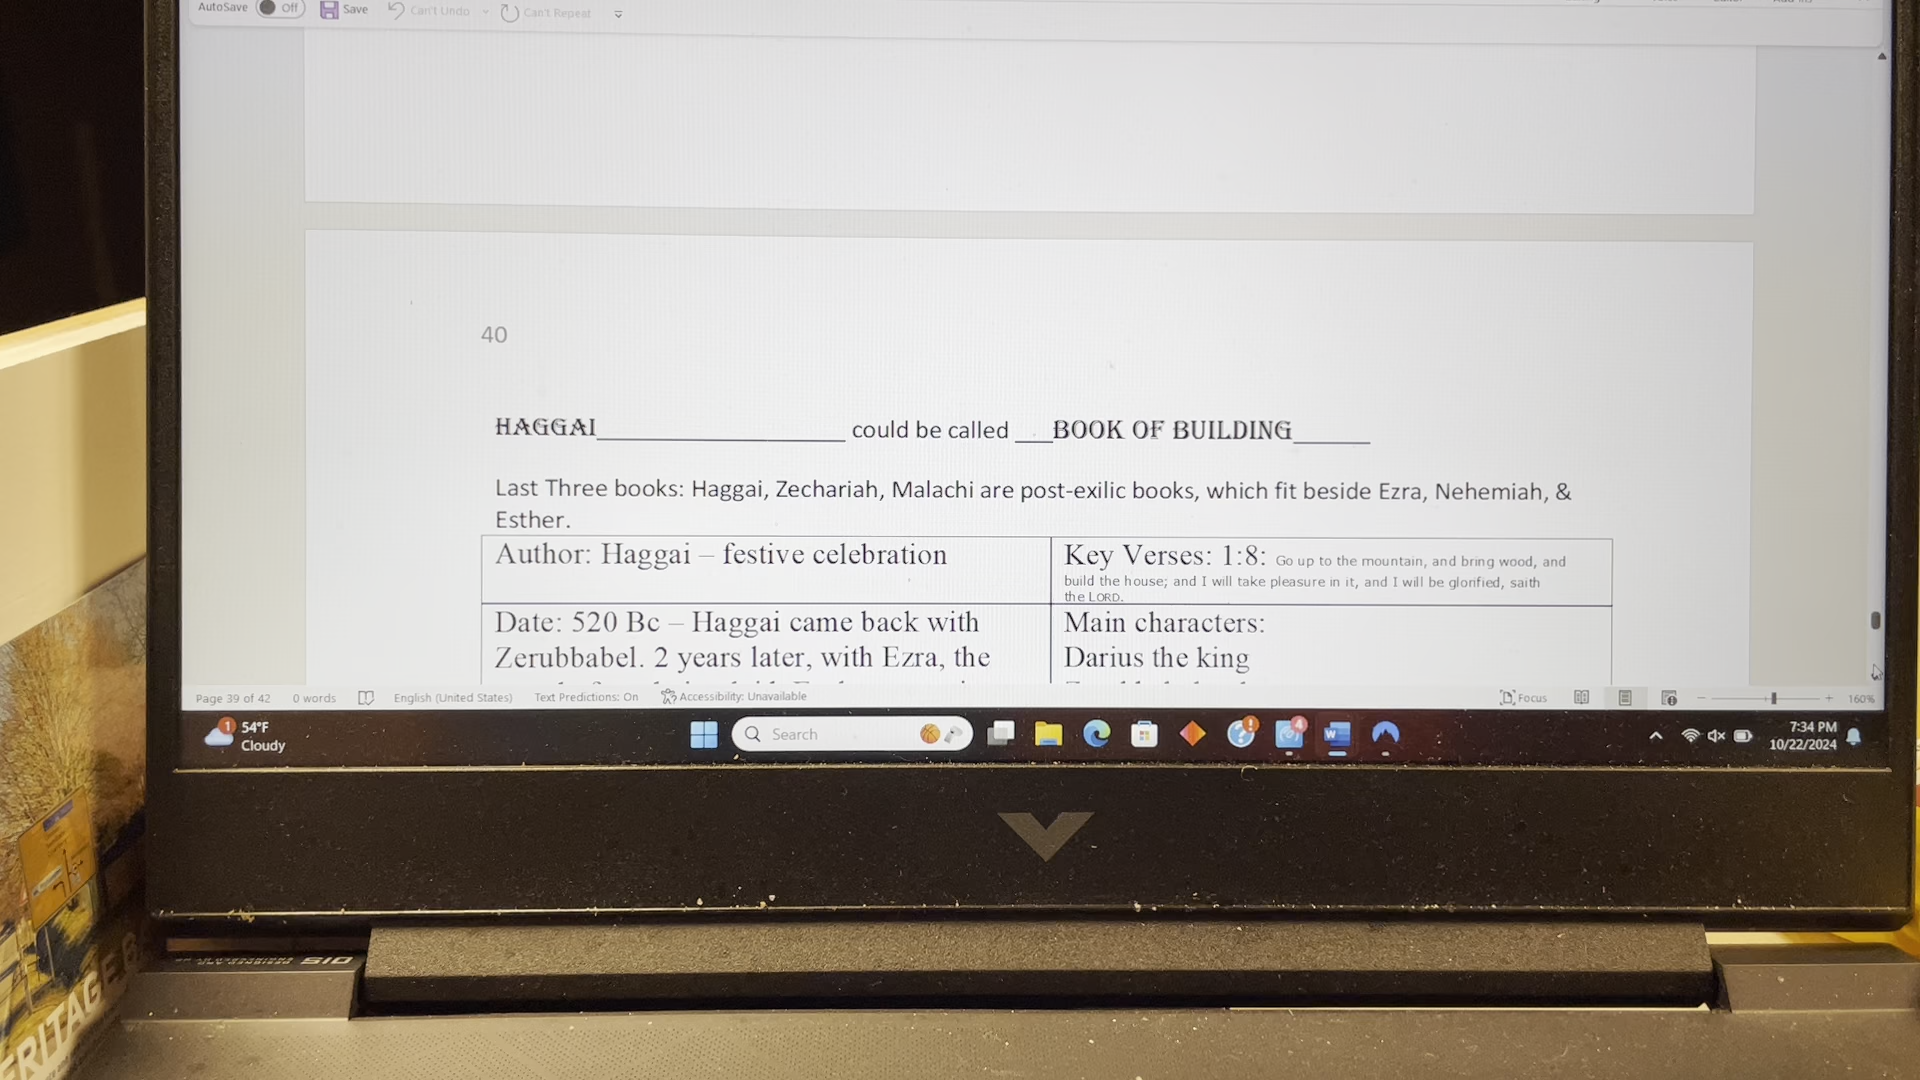 AutoSave Off Save Can't Undo Can't Repeat
40
HAGGAI____________________ could be called ___BOOK OF BUILDING______
Last Three books: Haggai, Zechariah, Malachi are post-exilic books, which fit beside Ezra, Nehemiah, &
Esther.
Author: Haggai – festive celebration
Key Verses: 1:8: Go up to the mountain, and bring wood, and
build the house; and I will take pleasure in it, and I will be glorified, saith
the LORD.
Date: 520 Bc – Haggai came back with
Zerubbabel. 2 years later, with Ezra, the
Main characters:
Darius the king
Page 39 of 42 0 words English (United States) Text Predictions: On Accessibility: Unavailable Focus 160%
1 54°F
Cloudy
Search
4
7:34 PM
10/22/2024